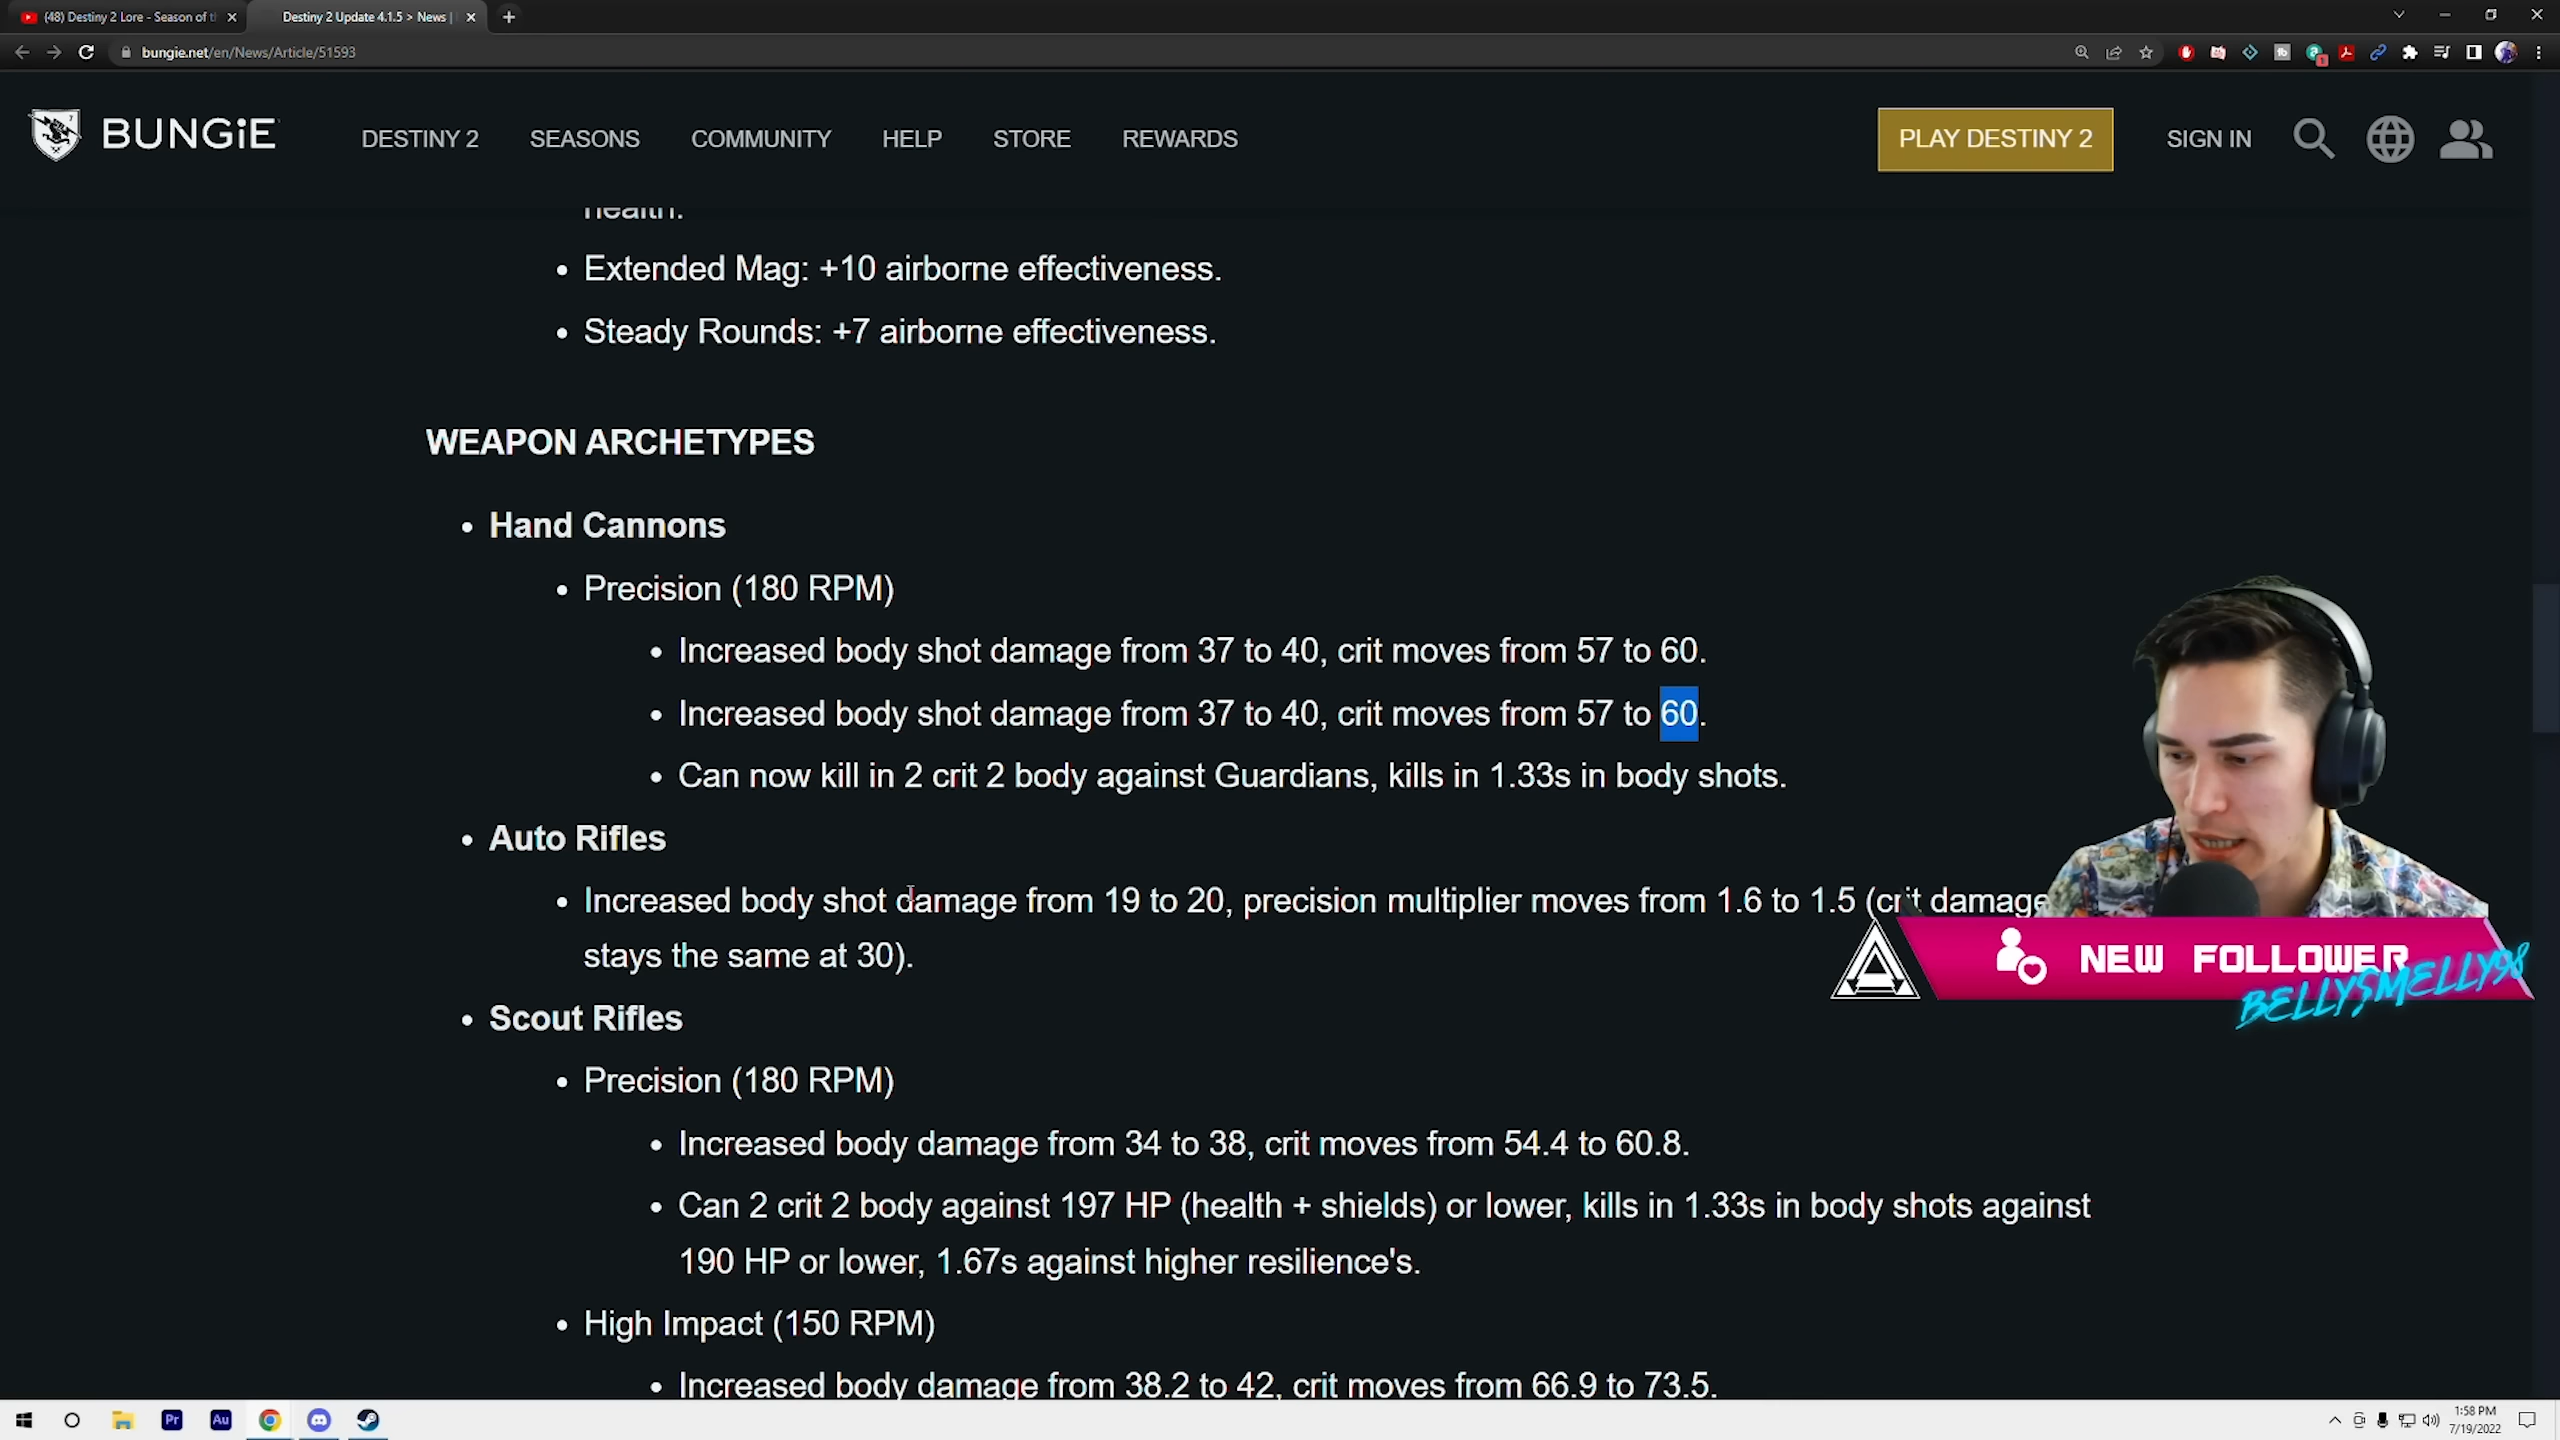 (48) Destiny 2 Lore - Season of t
Destiny 2 Update 4.1.5 > News |
bungie.net/en/News/Article/51593
BUNGiE
DESTINY 2
SEASONS
COMMUNITY
HELP
STORE
REWARDS
PLAY DESTINY 2
SIGN IN
health.
• Extended Mag: +10 airborne effectiveness.
• Steady Rounds: +7 airborne effectiveness.
WEAPON ARCHETYPES
• Hand Cannons
• Precision (180 RPM)
• Increased body shot damage from 37 to 40, crit moves from 57 to 60.
• Increased body shot damage from 37 to 40, crit moves from 57 to 60.
• Can now kill in 2 crit 2 body against Guardians, kills in 1.33s in body shots.
• Auto Rifles
• Increased body shot damage from 19 to 20, precision multiplier moves from 1.6 to 1.5 (crit damage
stays the same at 30).
NEW FOLLOWER
BELLYSMELLY98
• Scout Rifles
• Precision (180 RPM)
• Increased body damage from 34 to 38, crit moves from 54.4 to 60.8.
• Can 2 crit 2 body against 197 HP (health + shields) or lower, kills in 1.33s in body shots against
190 HP or lower, 1.67s against higher resilience's.
• High Impact (150 RPM)
• Increased body damage from 38.2 to 42, crit moves from 66.9 to 73.5.
Pr
Au
1:58 PM
7/19/2022